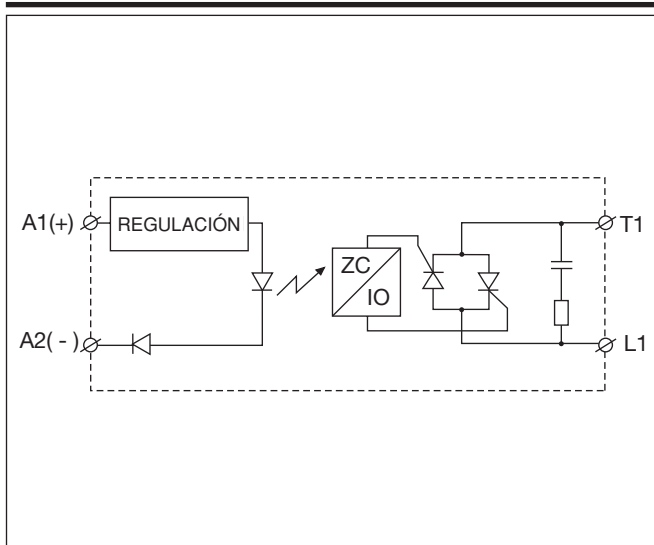 A1(+)
REGULACIÓN
ZC
IO
T1
A2( - )
L1